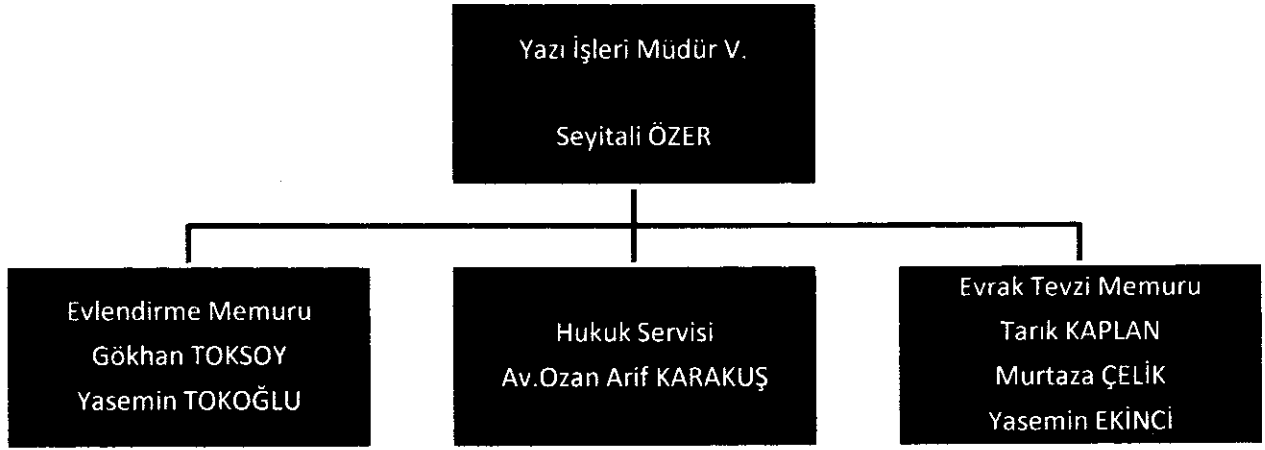 Yazı İşleri Müdür V.
Seyitali ÖZER
Evlendirme Memuru
Gökhan TOKSOY
Yasemin TOKOĞLU
Hukuk Servisi
Av.Ozan Arif KARAKUŞ
Evrak Tevzi Memuru
Tarık KAPLAN
Murtaza ÇELİK
Yasemin EKİNCİ